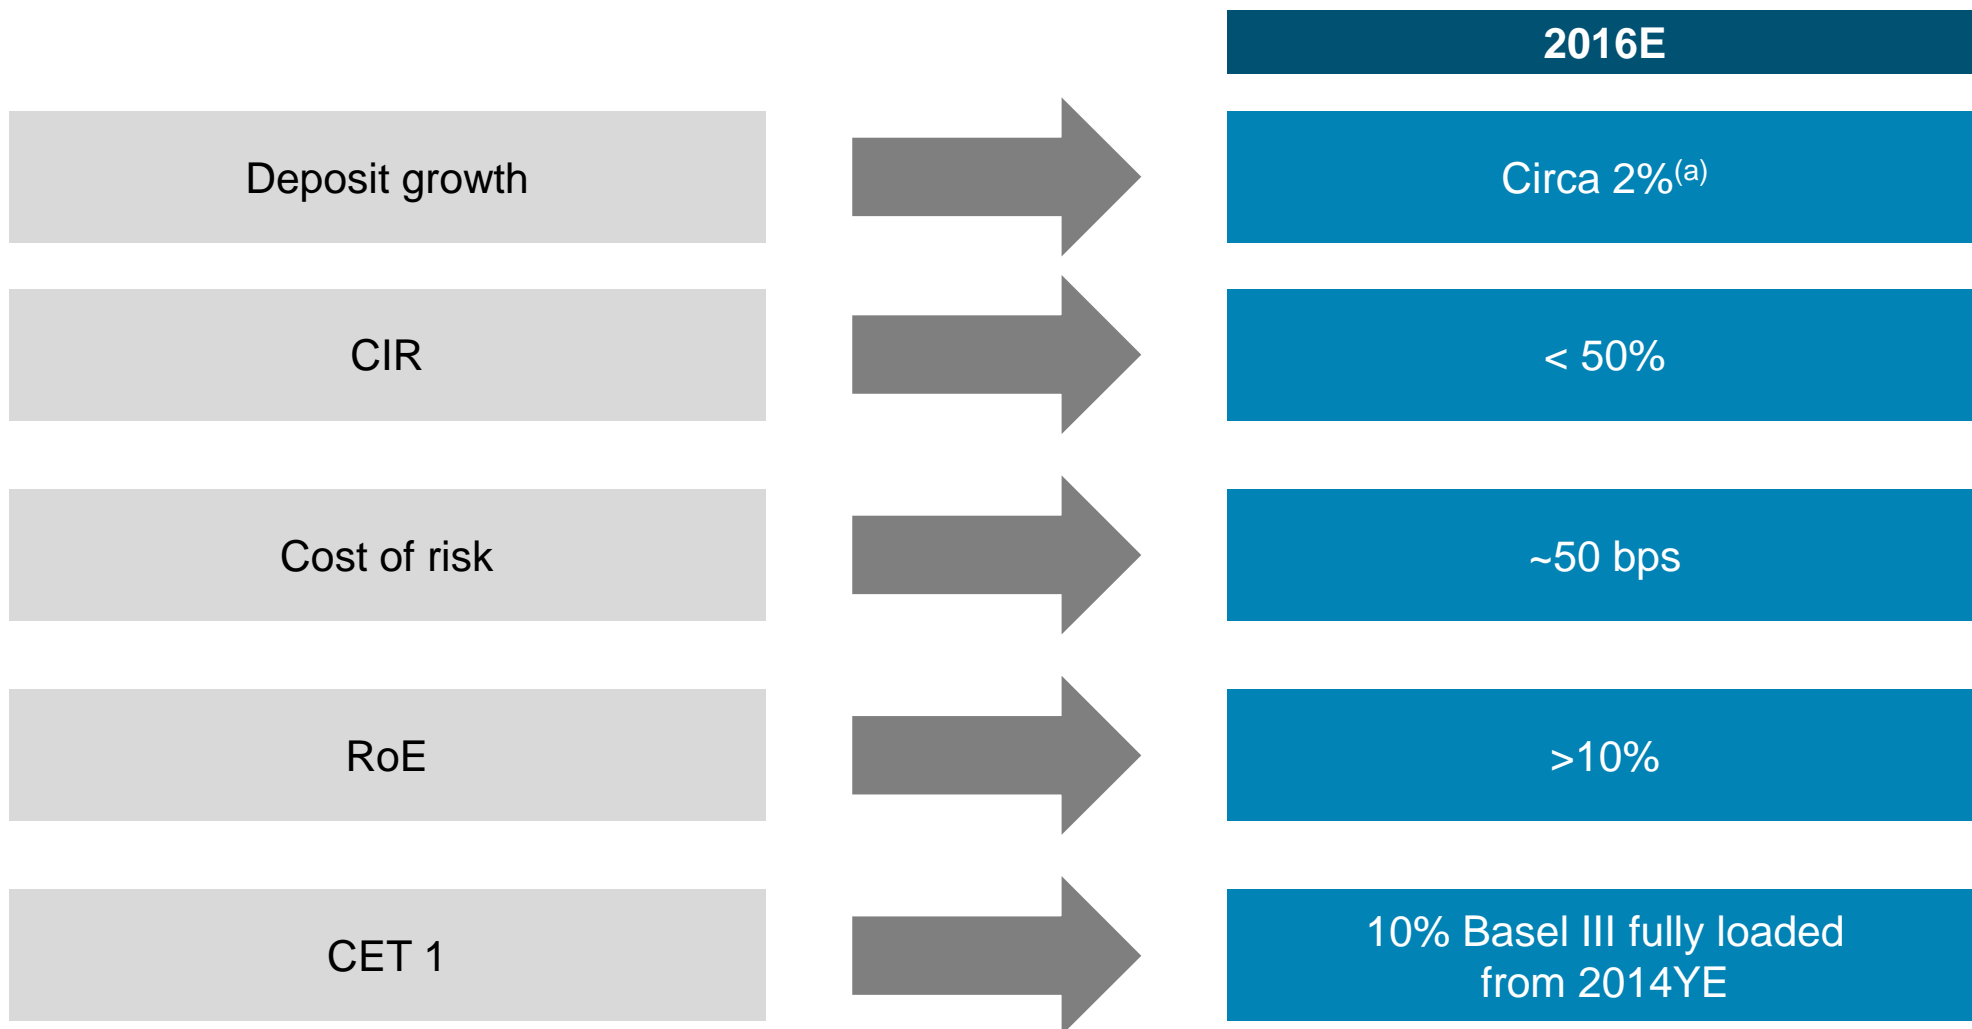 2016E
Deposit growth
Circa 2%(a)
CIR
< 50%
Cost of risk
~50 bps
RoE
>10%
CET 1
10% Basel III fully loaded
from 2014YE